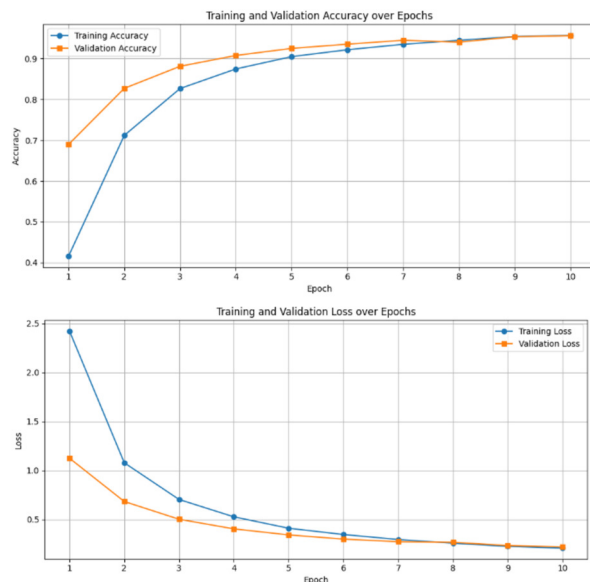 Training and Validation Accuracy over Epochs
Training Accuracy
Validation Accuracy
Accuracy
0.9
0.8
0.7
0.6
0.5
0.4
1 2 3 4 5 6 7 8 9 10
Epoch
Training and Validation Loss over Epochs
Training Loss
Validation Loss
Loss
2.5
2.0
1.5
1.0
0.5
1 2 3 4 5 6 7 8 9 10
Epoch